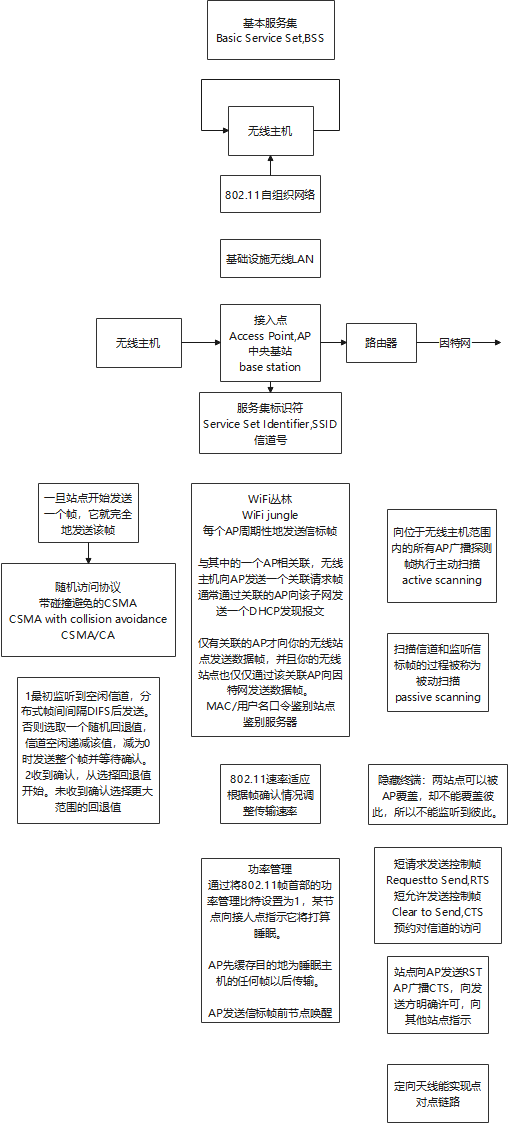 基本服务集
Basic Service Set,BSS
无线主机
802.11自组织网络
基础设施无线LAN
无线主机
接入点
Access Point,AP
中央基站
base station
路由器
因特网
服务集标识符
Service Set Identifier,SSID
信道号
一旦站点开始发送
一个帧，它就完全
地发送该帧
随机访问协议
带碰撞避免的CSMA
CSMA with collision avoidance
CSMA/CA
1最初监听到空闲信道，分
布式帧间间隔DIFS后发送。
否则选取一个随机回退值，
信道空闲递减该值，减为0
时发送整个帧并等待确认。
2收到确认，从选择回退值
开始。未收到确认选择更大
范围的回退值
WiFi丛林
WiFi jungle
每个AP周期性地发送信标帧
与其中的一个AP相关联，无线
主机向AP发送一个关联请求帧
通常通过关联的AP向该子网发
送一个DHCP发现报文
仅有关联的AP才向你的无线站
点发送数据帧，并且你的无线
站点也仅仅通过该关联AP向因
特网发送数据帧。
MAC/用户名口令鉴别站点
鉴别服务器
802.11速率适应
根据帧确认情况调
整传输速率
功率管理
通过将802.11帧首部的功
率管理比特设置为1，某节
点向接人点指示它将打算
睡眠。
AP先缓存目的地为睡眠主
机的任何帧以后传输。
AP发送信标帧前节点唤醒
向位于无线主机范围
内的所有AP广播探测
帧执行主动扫描
active scanning
扫描信道和监听信
标帧的过程被称为
被动扫描
passive scanning
隐藏终端：两站点可以被
AP覆盖，却不能覆盖彼
此，所以不能监听到彼此。
短请求发送控制帧
Requestto Send,RTS
短允许发送控制帧
Clear to Send,CTS
预约对信道的访问
站点向AP发送RST
AP广播CTS，向发
送方明确许可，向
其他站点指示
定向天线能实现点
对点链路